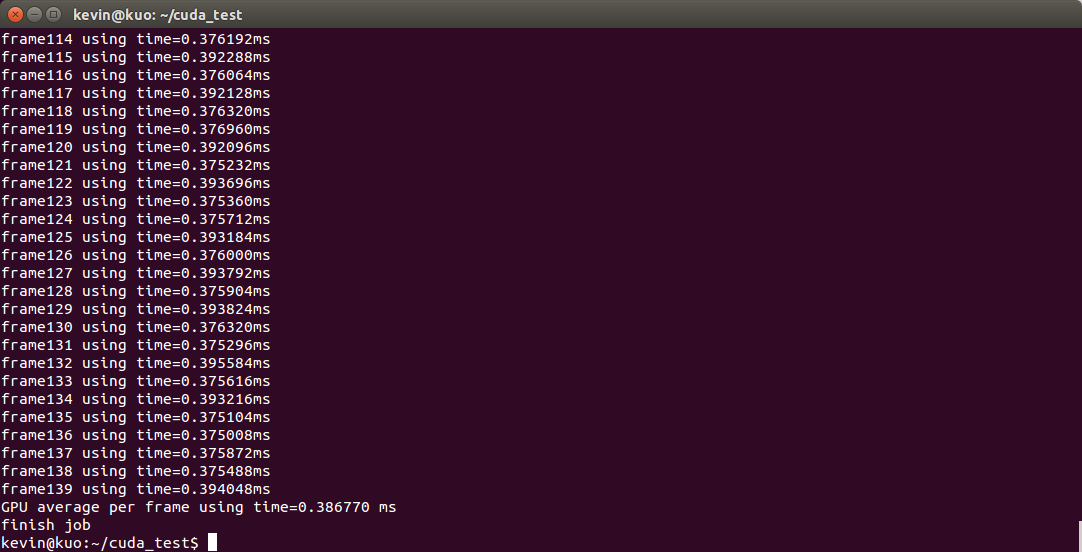 kevin@kuo: ~/cuda_test
frame114 using time=0.376192ms
frame115 using time=0.392288ms
frame116 using time=0.376064ms
frame117 using time=0.392128ms
frame118 using time=0.376320ms
frame119 using time=0.376960ms
frame120 using time=0.392096ms
frame121 using time=0.375232ms
frame122 using time=0.393696ms
frame123 using time=0.375360ms
frame124 using time=0.375712ms
frame125 using time=0.393184ms
frame126 using time=0.376000ms
frame127 using time=0.393792ms
frame128 using time=0.375904ms
frame129 using time=0.393824ms
frame130 using time=0.376320ms
frame131 using time=0.375296ms
frame132 using time=0.395584ms
frame133 using time=0.375616ms
frame134 using time=0.393216ms
frame135 using time=0.375104ms
frame136 using time=0.375008ms
frame137 using time=0.375872ms
frame138 using time=0.375488ms
frame139 using time=0.394048ms
GPU average per frame using time=0.386770 ms
finish job
kevin@kuo:~/cuda_test$